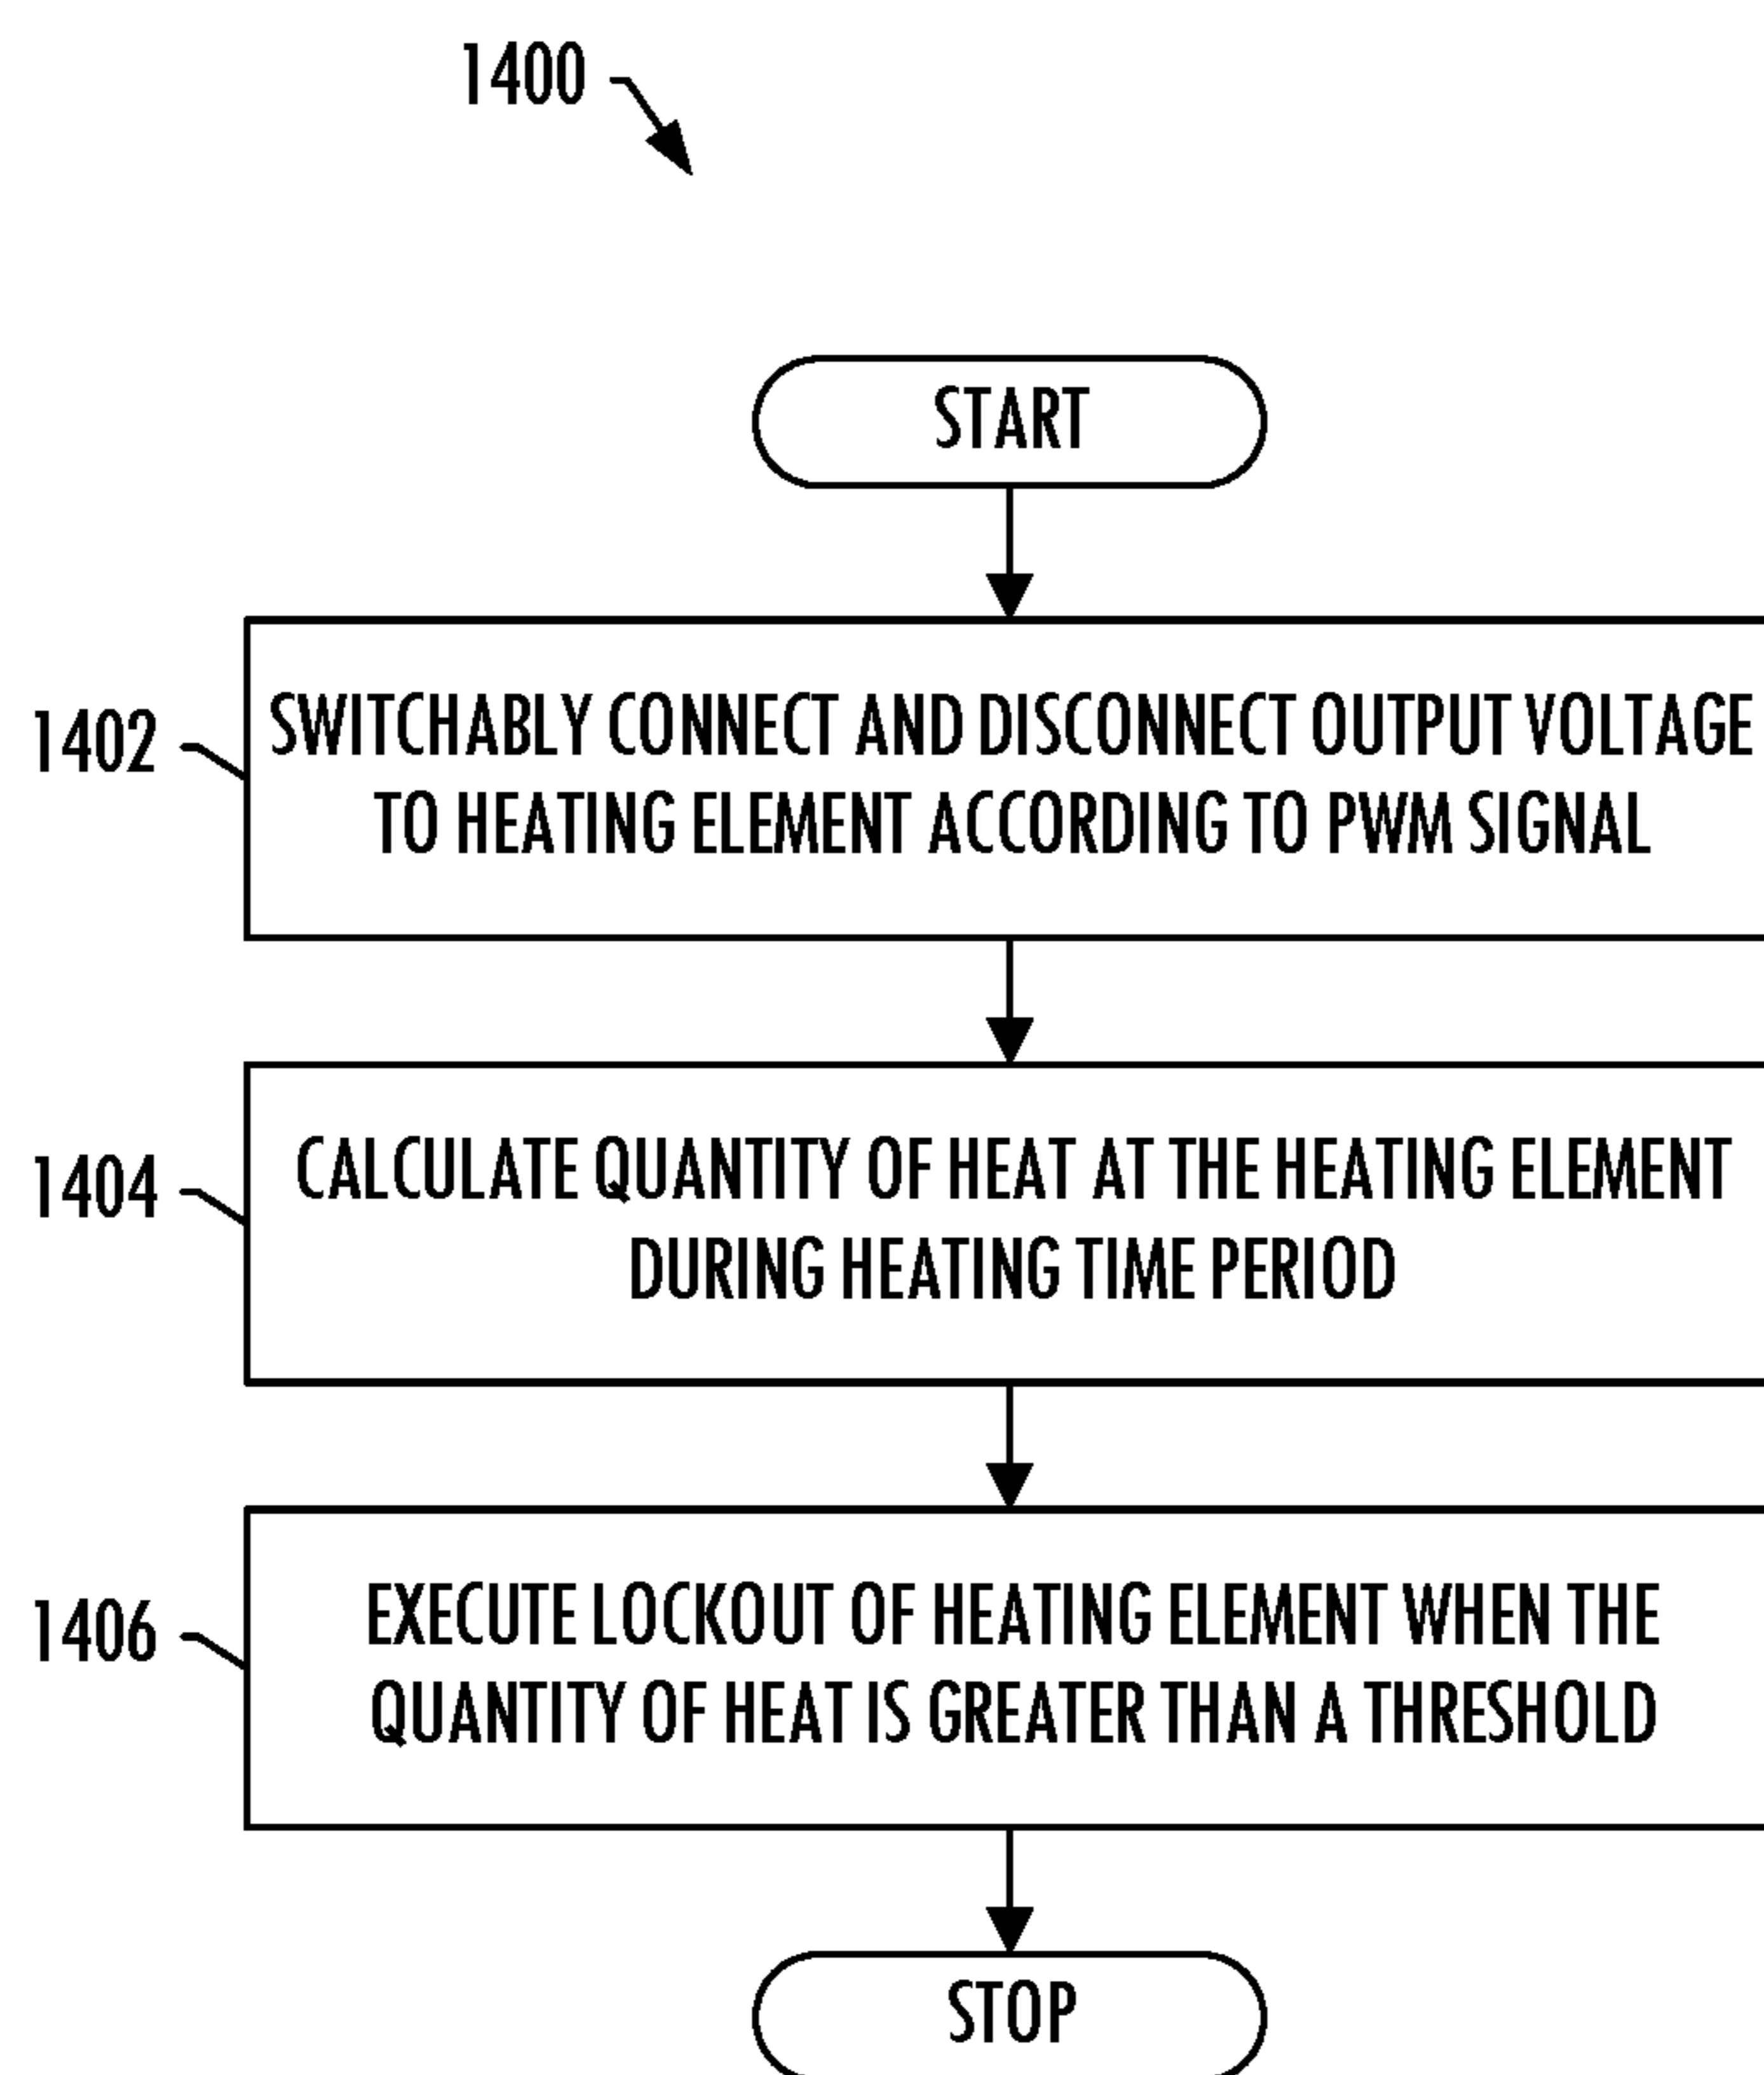 1400
START
1402
SWITCHABLY CONNECT AND DISCONNECT OUTPUT VOLTAGE
TO HEATING ELEMENT ACCORDING TO PWM SIGNAL
1404
CALCULATE QUANTITY OF HEAT AT THE HEATING ELEMENT
DURING HEATING TIME PERIOD
1406
EXECUTE LOCKOUT OF HEATING ELEMENT WHEN THE
QUANTITY OF HEAT IS GREATER THAN A THRESHOLD
STOP